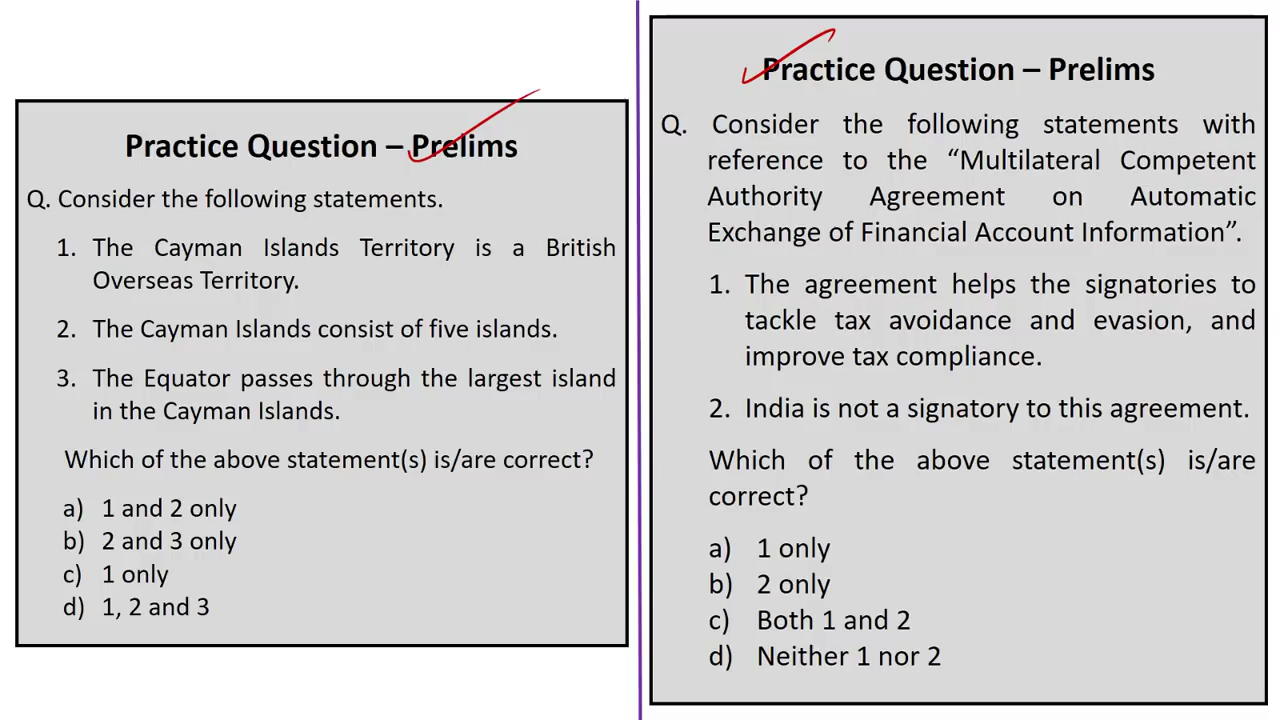 Practice Question – Prelims
Q. Consider the following statements.
1. The Cayman Islands Territory is a British
Overseas Territory.
2. The Cayman Islands consist of five islands.
3. The Equator passes through the largest island
in the Cayman Islands.
Which of the above statement(s) is/are correct?
a) 1 and 2 only
b) 2 and 3 only
c) 1 only
d) 1, 2 and 3
Practice Question – Prelims
Q. Consider the following statements with
reference to the “Multilateral Competent
Authority Agreement on Automatic
Exchange of Financial Account Information”.
1. The agreement helps the signatories to
tackle tax avoidance and evasion, and
improve tax compliance.
2. India is not a signatory to this agreement.
Which of the above statement(s) is/are
correct?
a) 1 only
b) 2 only
c) Both 1 and 2
d) Neither 1 nor 2